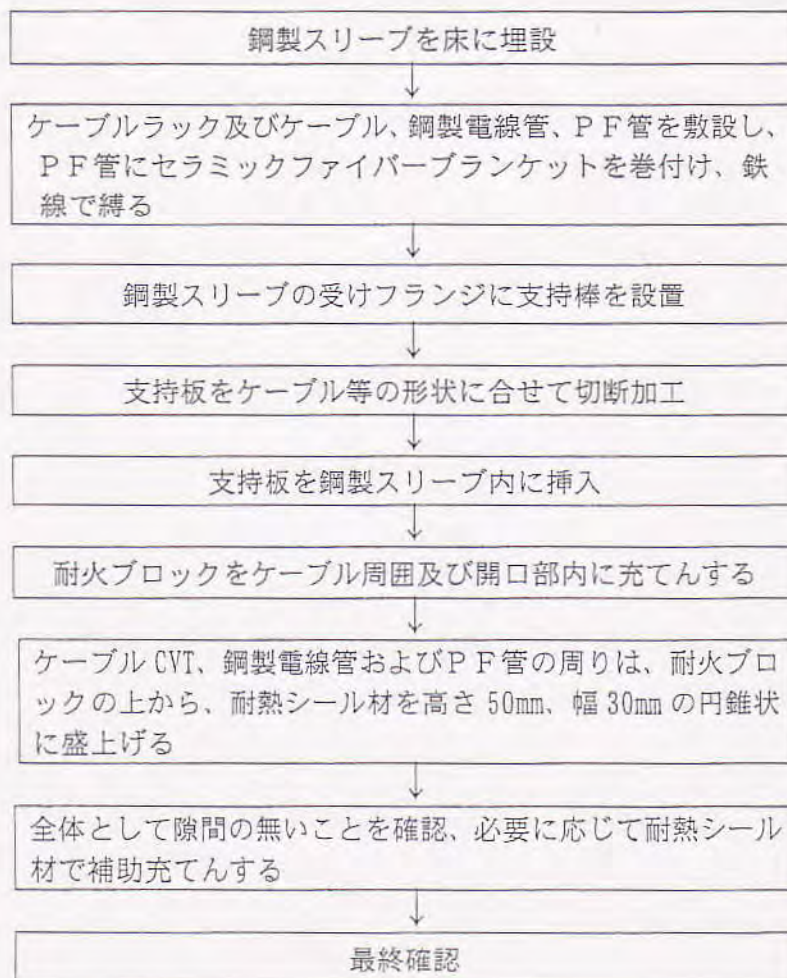 鋼製スリーブを床に埋設
↓
ケーブルラック及びケーブル、鋼製電線管、ＰＦ管を敷設し、
ＰＦ管にセラミックファイバーブランケットを巻付け、鉄
線で縛る
↓
鋼製スリーブの受けフランジに支持棒を設置
↓
支持板をケーブル等の形状に合せて切断加工
↓
支持板を鋼製スリーブ内に挿入
↓
耐火ブロックをケーブル周囲及び開口部内に充てんする
↓
ケーブル CVT、鋼製電線管およびＰＦ管の周りは、耐火ブロ
ックの上から、耐熱シール材を高さ 50㎜、幅 30㎜ の円錐状
に盛上げる
↓
全体として隙間の無いことを確認、必要に応じて耐熱シール
材で補助充てんする
↓
最終確認